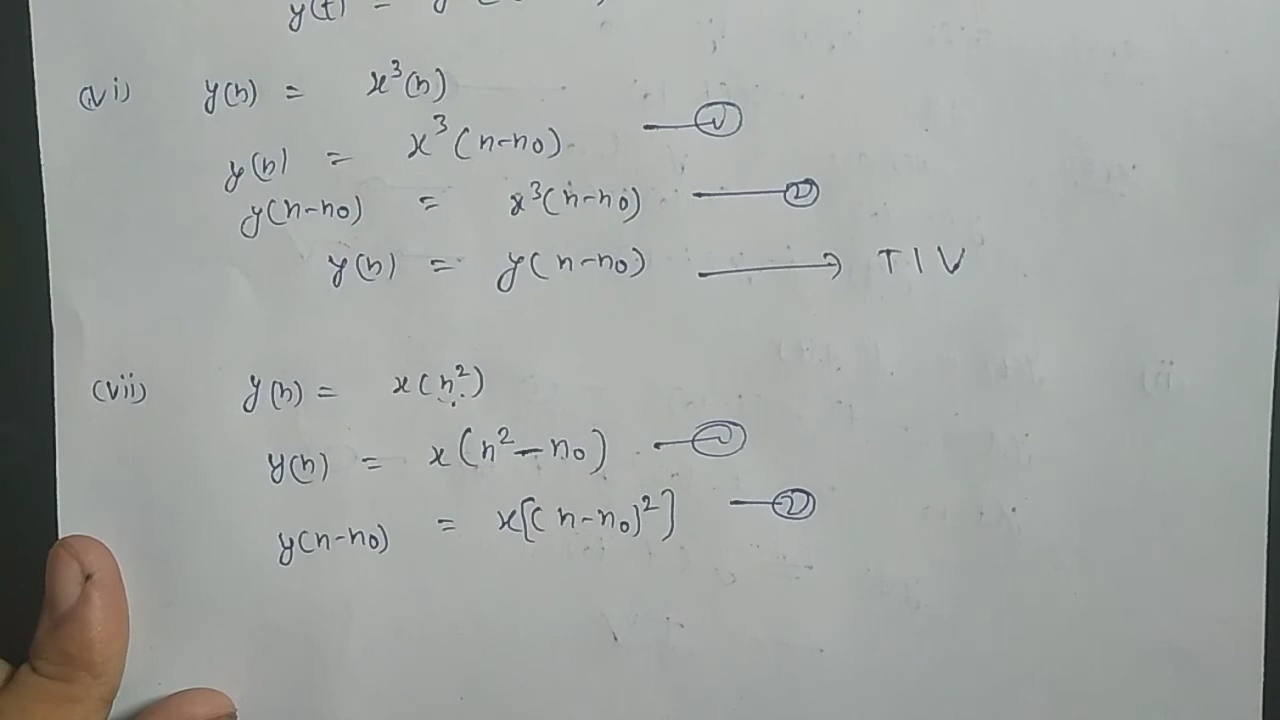 y(t) =
(vi) y(n) = x³(n)
y(n) = x³(n-n₀) — ①
y(n-n₀) = x³(n-n₀) — ②
y(n) = y(n-n₀) → TIV
(vii) y(n) = x(n²)
y(n) = x(n²-n₀) — ①
y(n-n₀) = x[(n-n₀)²] — ②